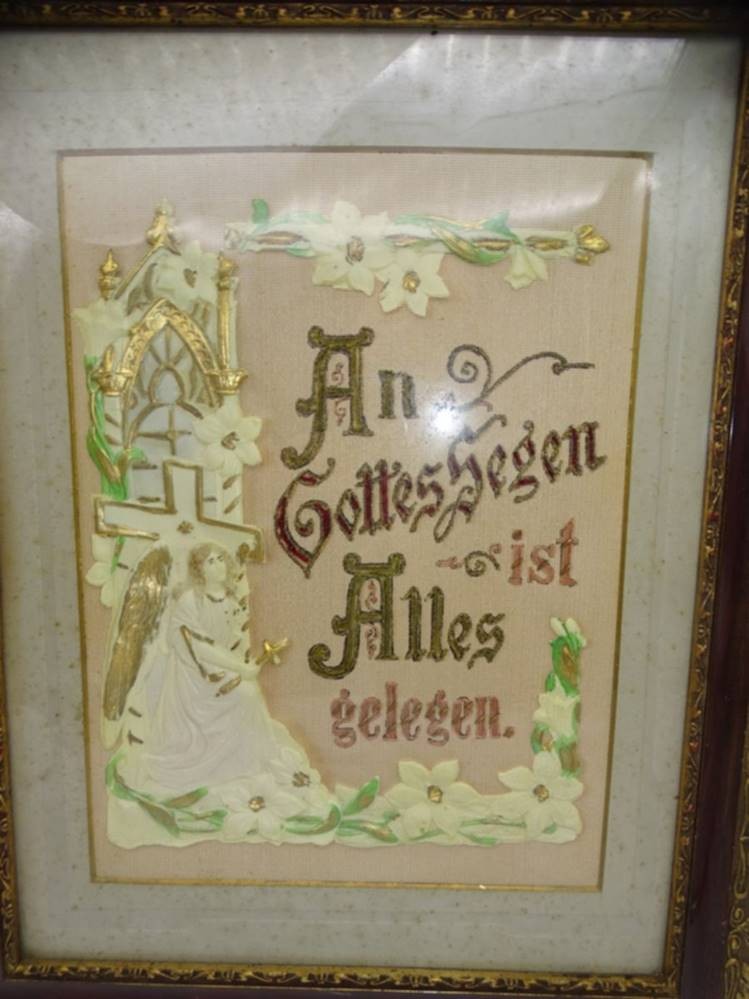 An
Gottes Segen
ist
Alles
gelegen.